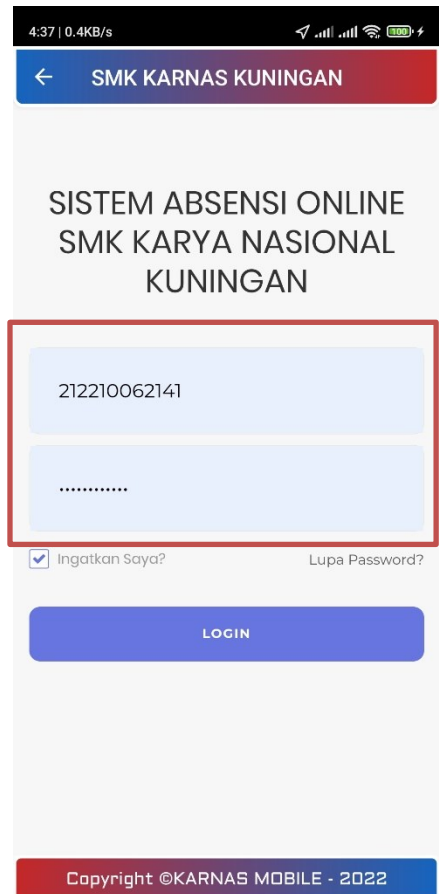 4:37 | 0.4KB/s 100
SMK KARNAS KUNINGAN
SISTEM ABSENSI ONLINE
SMK KARYA NASIONAL
KUNINGAN
212210062141
............
Ingatkan Saya? Lupa Password?
LOGIN
Copyright ©KARNAS MOBILE - 2022